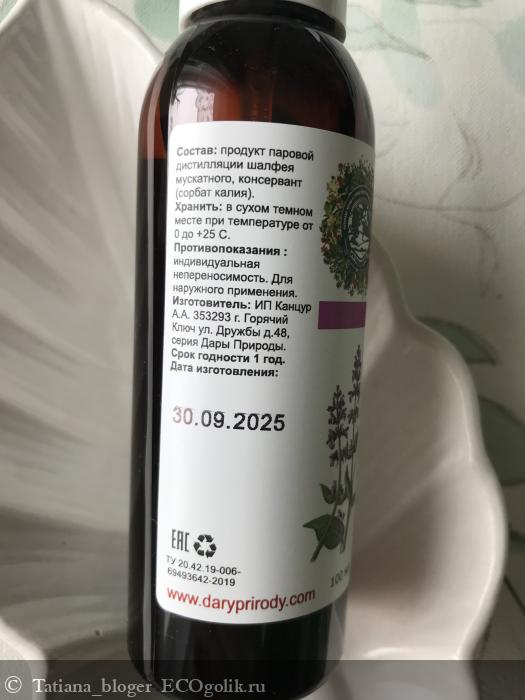 Состав: продукт паровой
дистилляции шалфея
мускатного, консервант
(сорбат калия).
Хранить: в сухом темном
месте при температуре от
0 до +25 С.
Противопоказания :
индивидуальная
непереносимость. Для
наружного применения.
Изготовитель: ИП Канцур
А.А. 353293 г. Горячий
Ключ ул. Дружбы д.48,
серия Дары Природы.
Срок годности 1 год.
Дата изготовления:
30.09.2025
EAC
ТУ 20.42.19-006-
69493642-2019
www.daryprirody.com
100
© Tatiana_bloger ECOgolik.ru